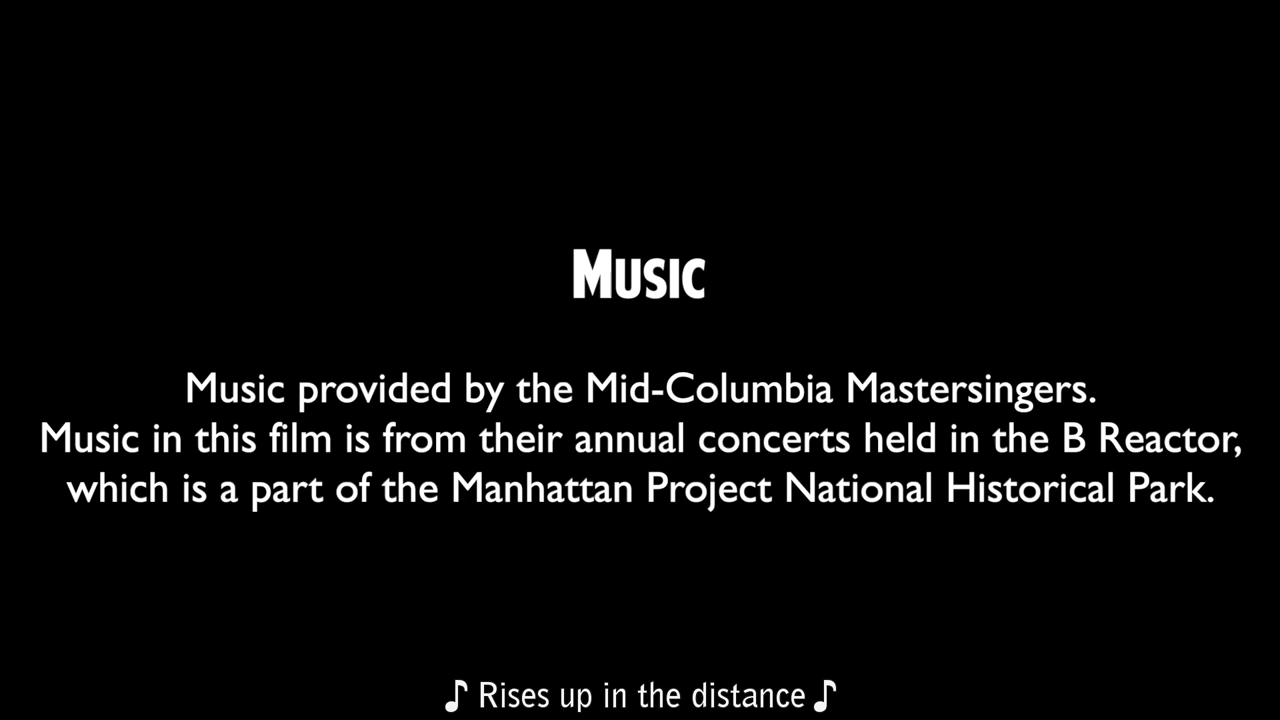 Music
Music provided by the Mid-Columbia Mastersingers.
Music in this film is from their annual concerts held in the B Reactor,
which is a part of the Manhattan Project National Historical Park.
♪ Rises up in the distance ♪